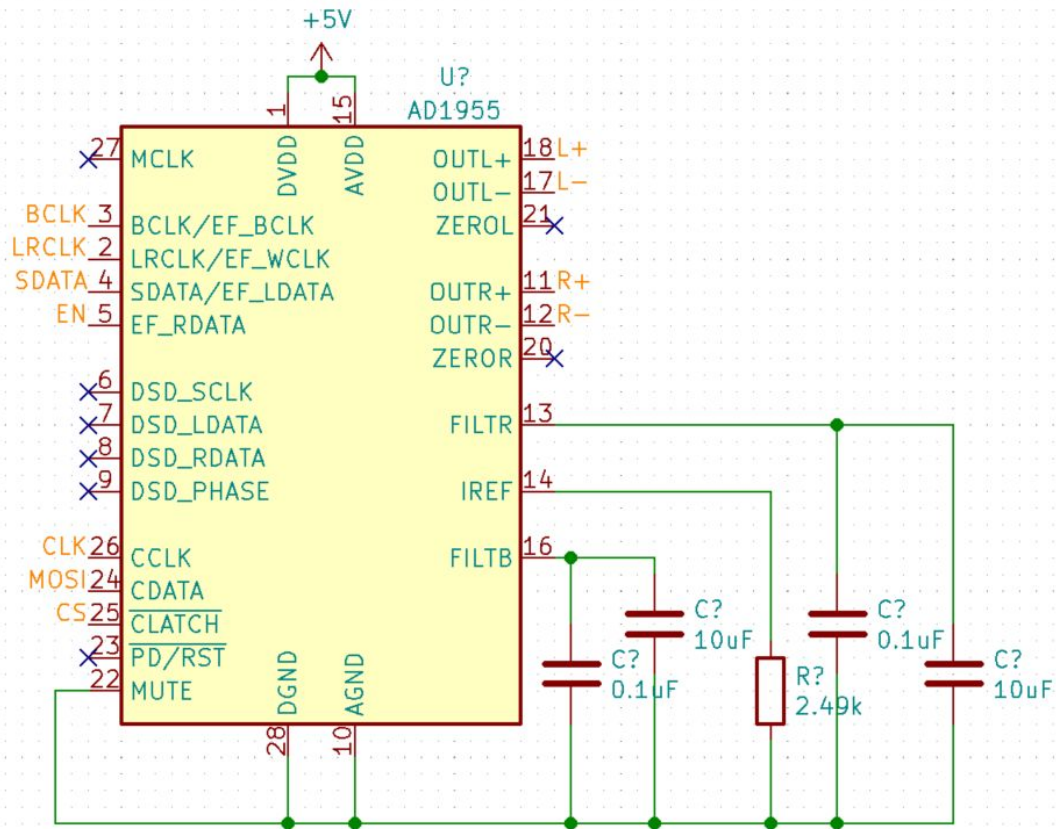 +5V
U?
AD1955
1
15
DVDD
AVDD
27
MCLK
BCLK 3
BCLK/EF_BCLK
LRCLK 2
LRCLK/EF_WCLK
SDATA 4
SDATA/EF_LDATA
EN 5
EF_RDATA
6
DSD_SCLK
7
DSD_LDATA
8
DSD_RDATA
9
DSD_PHASE
CLK 26
CCLK
MOSI 24
CDATA
CS 25
CLATCH
23
PD/RST
22
MUTE
OUTL+
18 L+
OUTL-
17 L-
ZEROL
21
OUTR+
11 R+
OUTR-
12 R-
ZEROR
20
FILTR
13
IREF
14
FILTB
16
DGND
AGND
28
10
C?
0.1uF
C?
10uF
R?
2.49k
C?
0.1uF
C?
10uF